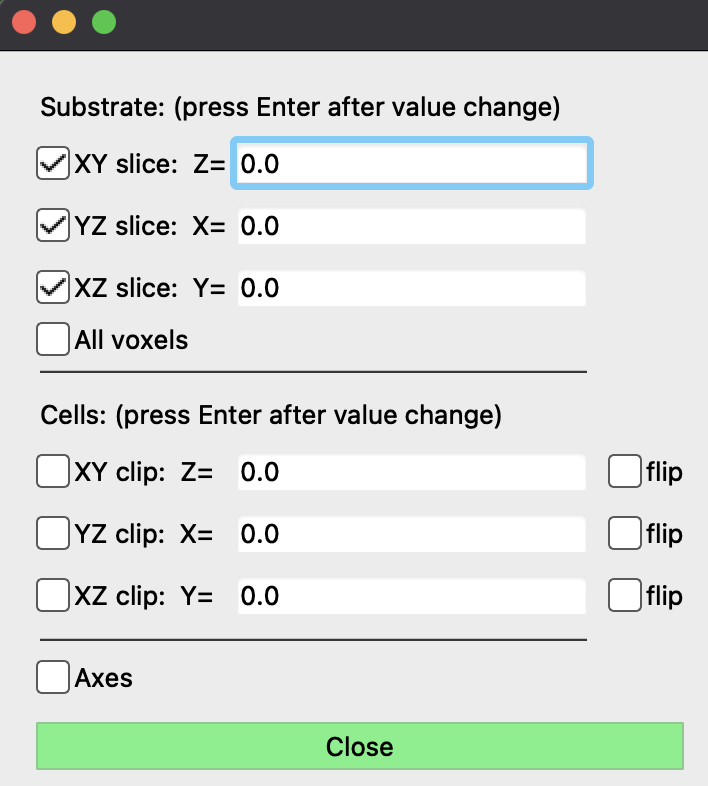 Substrate: (press Enter after value change)
XY slice: Z= 0.0
YZ slice: X= 0.0
XZ slice: Y= 0.0
All voxels
Cells: (press Enter after value change)
XY clip: Z= 0.0 flip
YZ clip: X= 0.0 flip
XZ clip: Y= 0.0 flip
Axes
Close